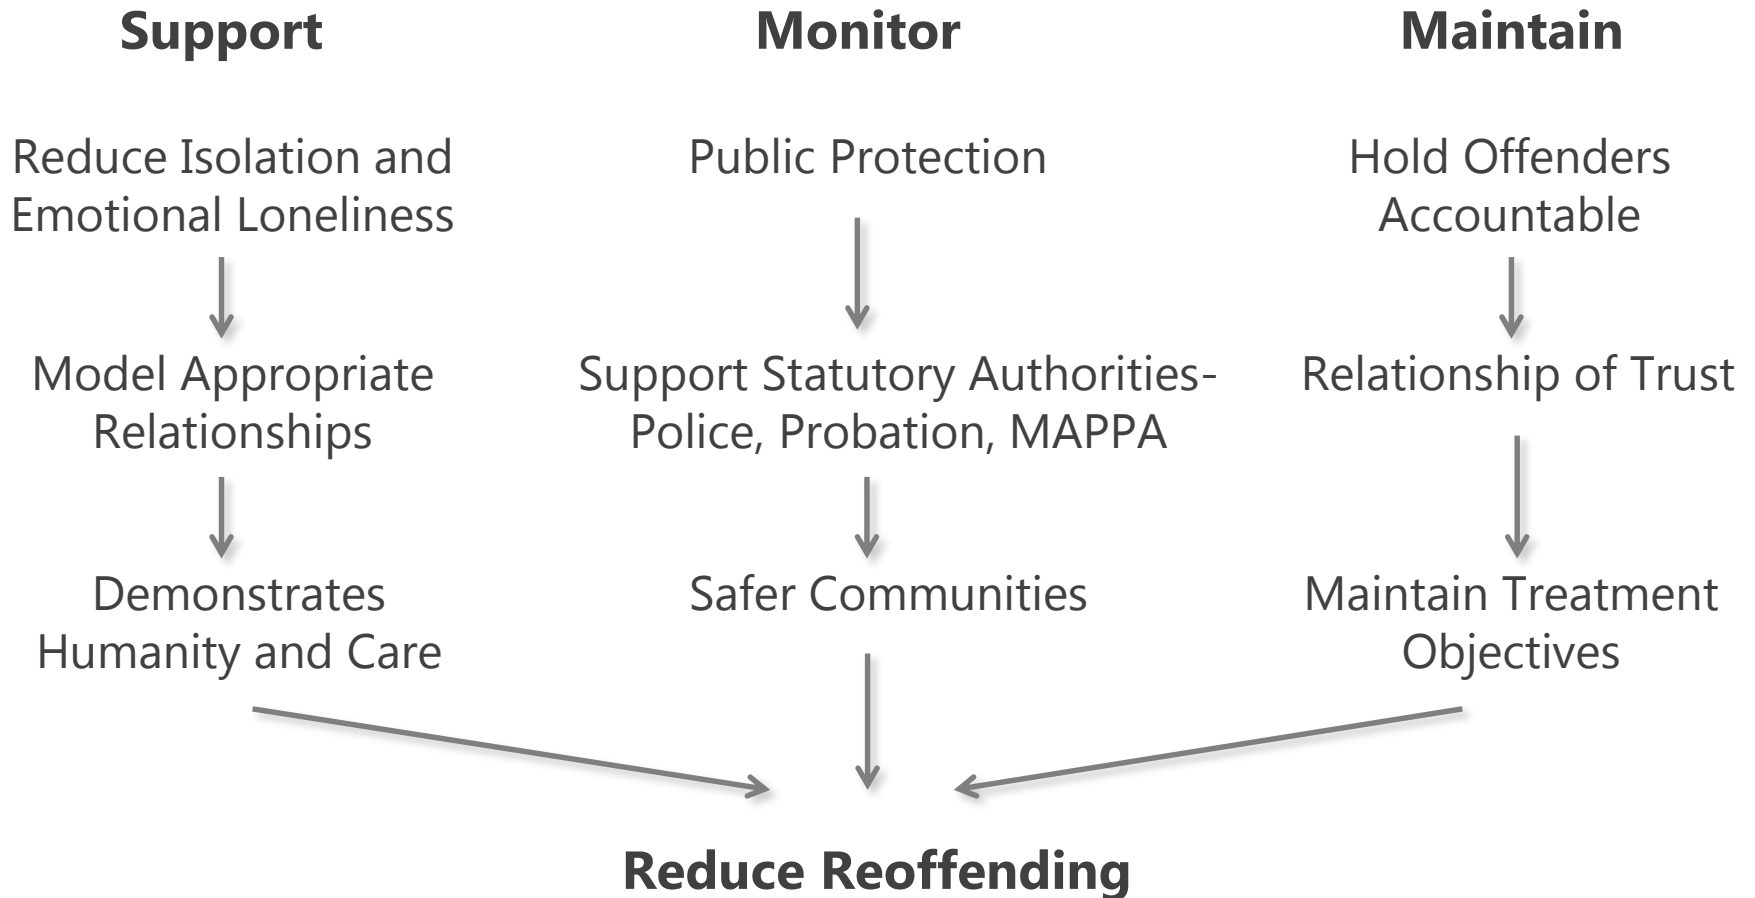 Support
Reduce Isolation and
Emotional Loneliness
Model Appropriate
Relationships
Demonstrates
Humanity and Care
Monitor
Public Protection
Support Statutory Authorities-
Police, Probation, MAPPA
Safer Communities
Maintain
Hold Offenders
Accountable
Relationship of Trust
Maintain Treatment
Objectives
Reduce Reoffending